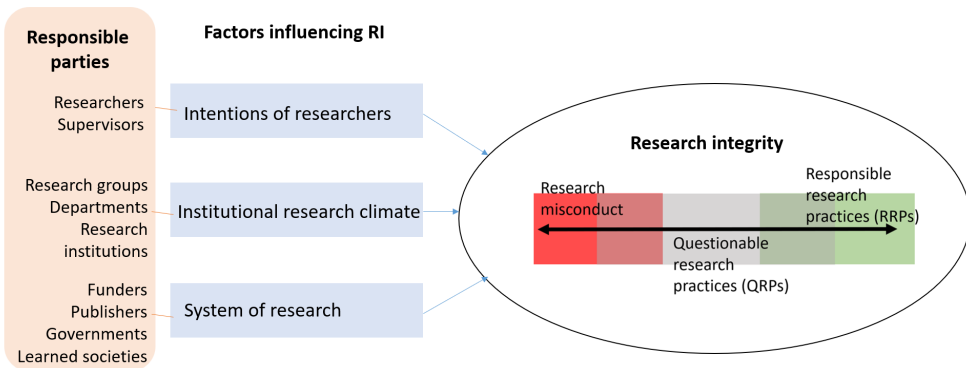 Responsible
parties
Factors influencing RI
Researchers
Supervisors
Intentions of researchers
Research groups
Departments
Research
institutions
Institutional research climate
Funders
Publishers
Governments
Learned societies
System of research
Research integrity
Research
misconduct
Questionable
research
practices (QRPs)
Responsible
research
practices (RRPs)